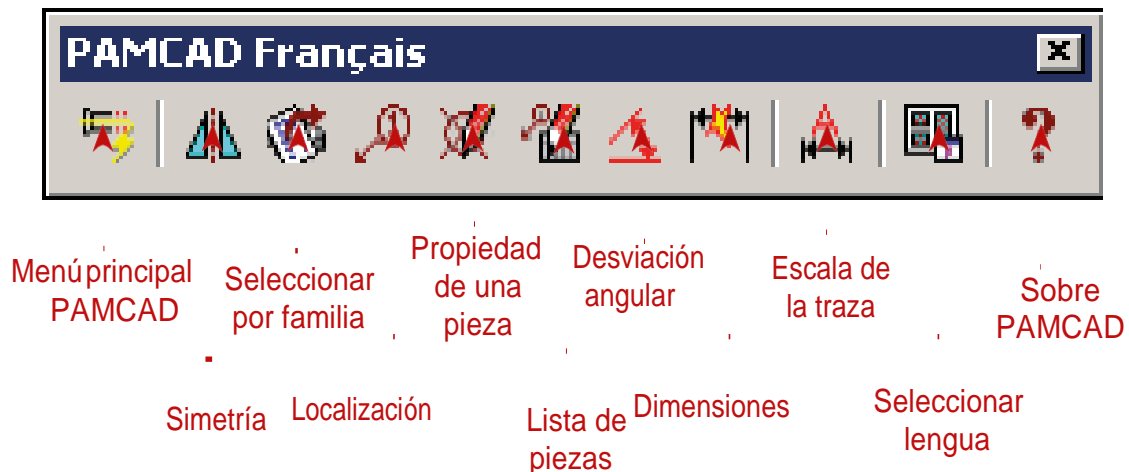 PAMCAD Français
Menú principal
PAMCAD
Seleccionar
por familia
Propiedad
de una
pieza
Desviación
angular
Escala de
la traza
Sobre
PAMCAD
Simetría
Localización
Lista de
piezas
Dimensiones
Seleccionar
lengua